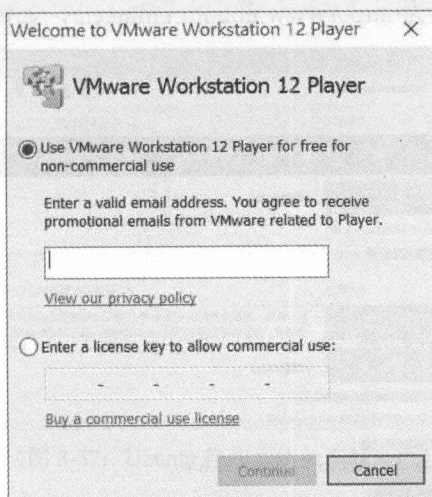 Welcome to VMware Workstation 12 Player
VMware Workstation 12 Player
Use VMware Workstation 12 Player for free for
non-commercial use
Enter a valid email address. You agree to receive
promotional emails from VMware related to Player.
View our privacy policy
Enter a license key to allow commercial use:
- - - -
Buy a commercial use license
Continue Cancel